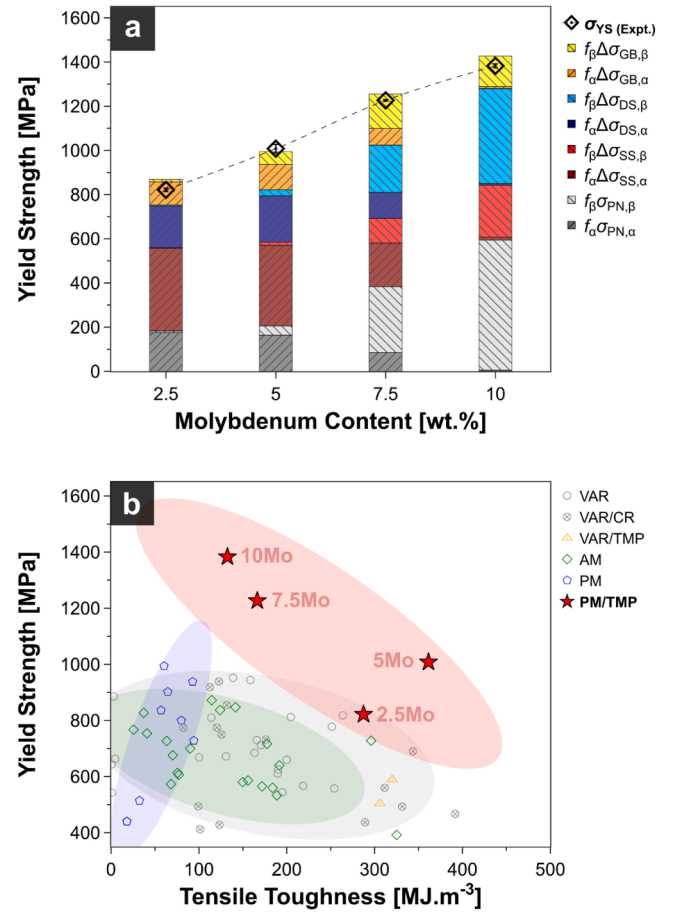 a
1600
1400
1200
1000
800
600
400
200
0
Yield Strength [MPa]
2.5 5 7.5 10
Molybdenum Content [wt.%]
σYS (Expt.)
fβΔσGB,β
fαΔσGB,α
fβΔσDS,β
fαΔσDS,α
fβΔσSS,β
fαΔσSS,α
fβσPN,β
fασPN,α
b
1600
1400
1200
1000
800
600
400
Yield Strength [MPa]
10Mo
7.5Mo
5Mo
2.5Mo
0 100 200 300 400 500
Tensile Toughness [MJ.m⁻³]
VAR
VAR/CR
VAR/TMP
AM
PM
PM/TMP